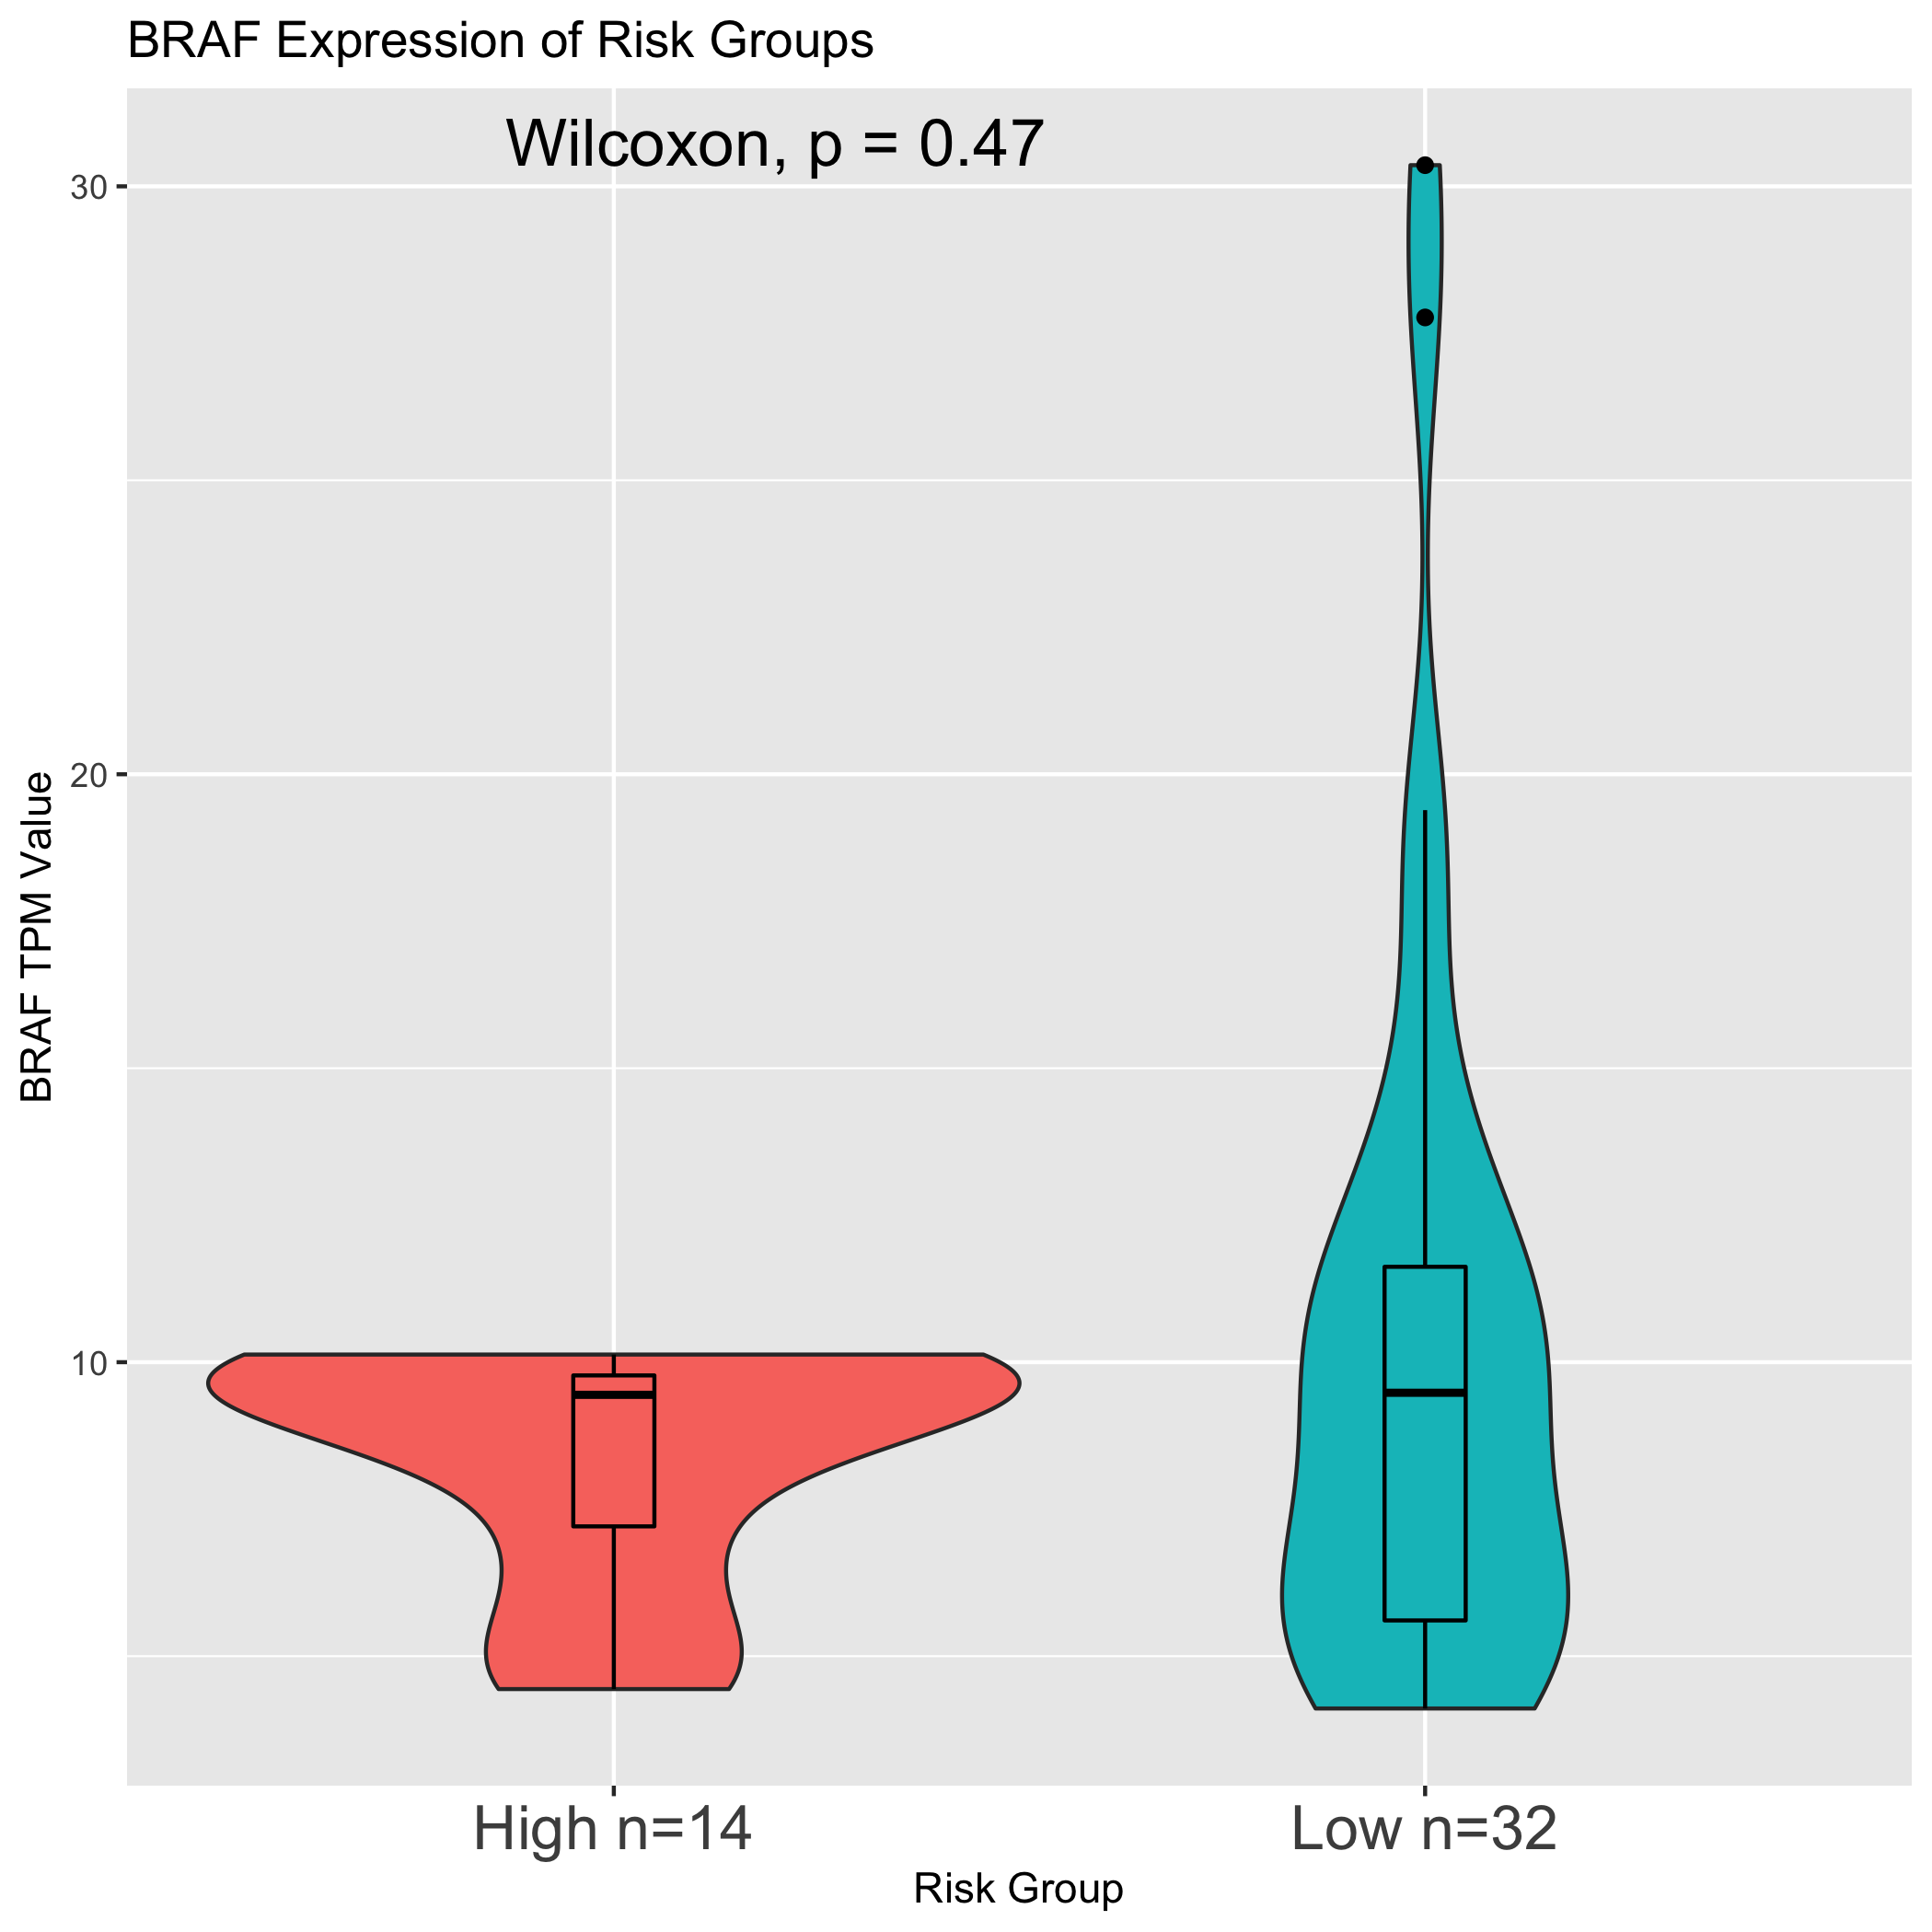 BRAF Expression of Risk Groups
Wilcoxon, p = 0.47
30
20
10
BRAF TPM Value
High n=14
Low n=32
Risk Group